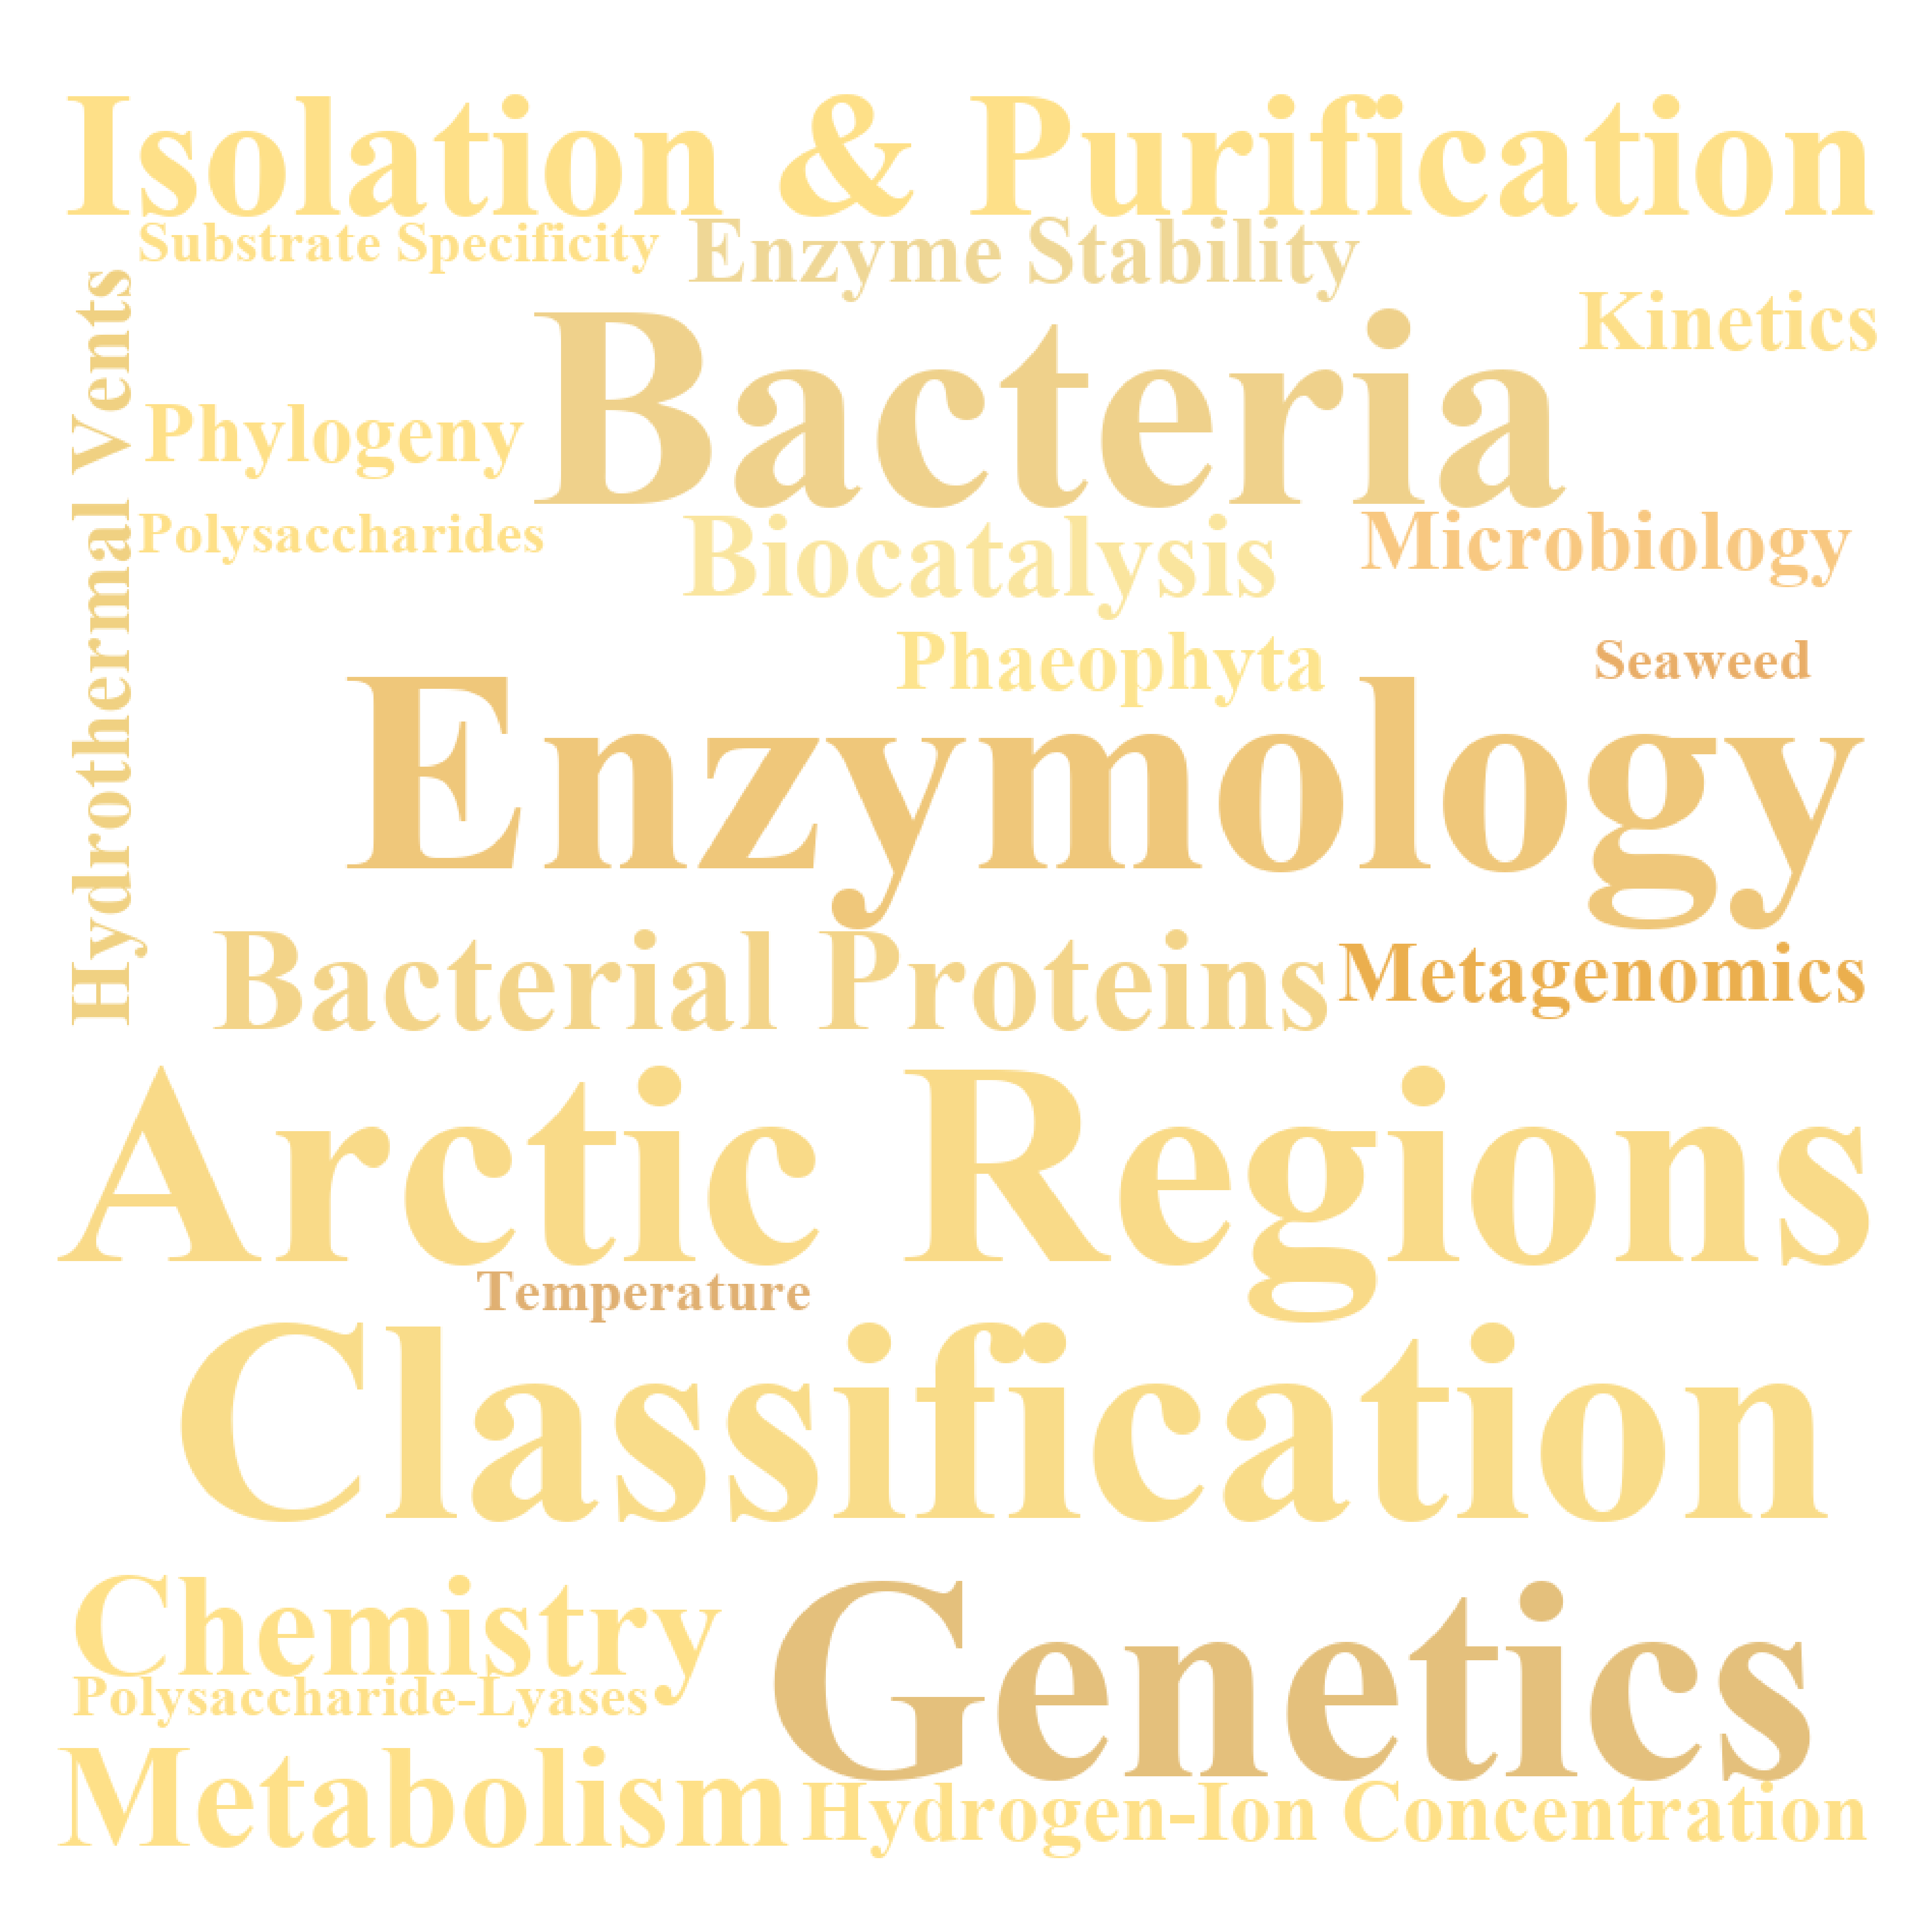 Isolation & Purification
Substrate Specificity
Enzyme Stability
Kinetics
Hydrothermal Vents
Bacteria
Phylogeny
Polysaccharides
Biocatalysis
Microbiology
Phaeophyta
Seaweed
Enzymology
Bacterial Proteins
Metagenomics
Arctic Regions
Temperature
Classification
Chemistry
Genetics
Polysaccharide-Lyases
Metabolism
Hydrogen-Ion Concentration